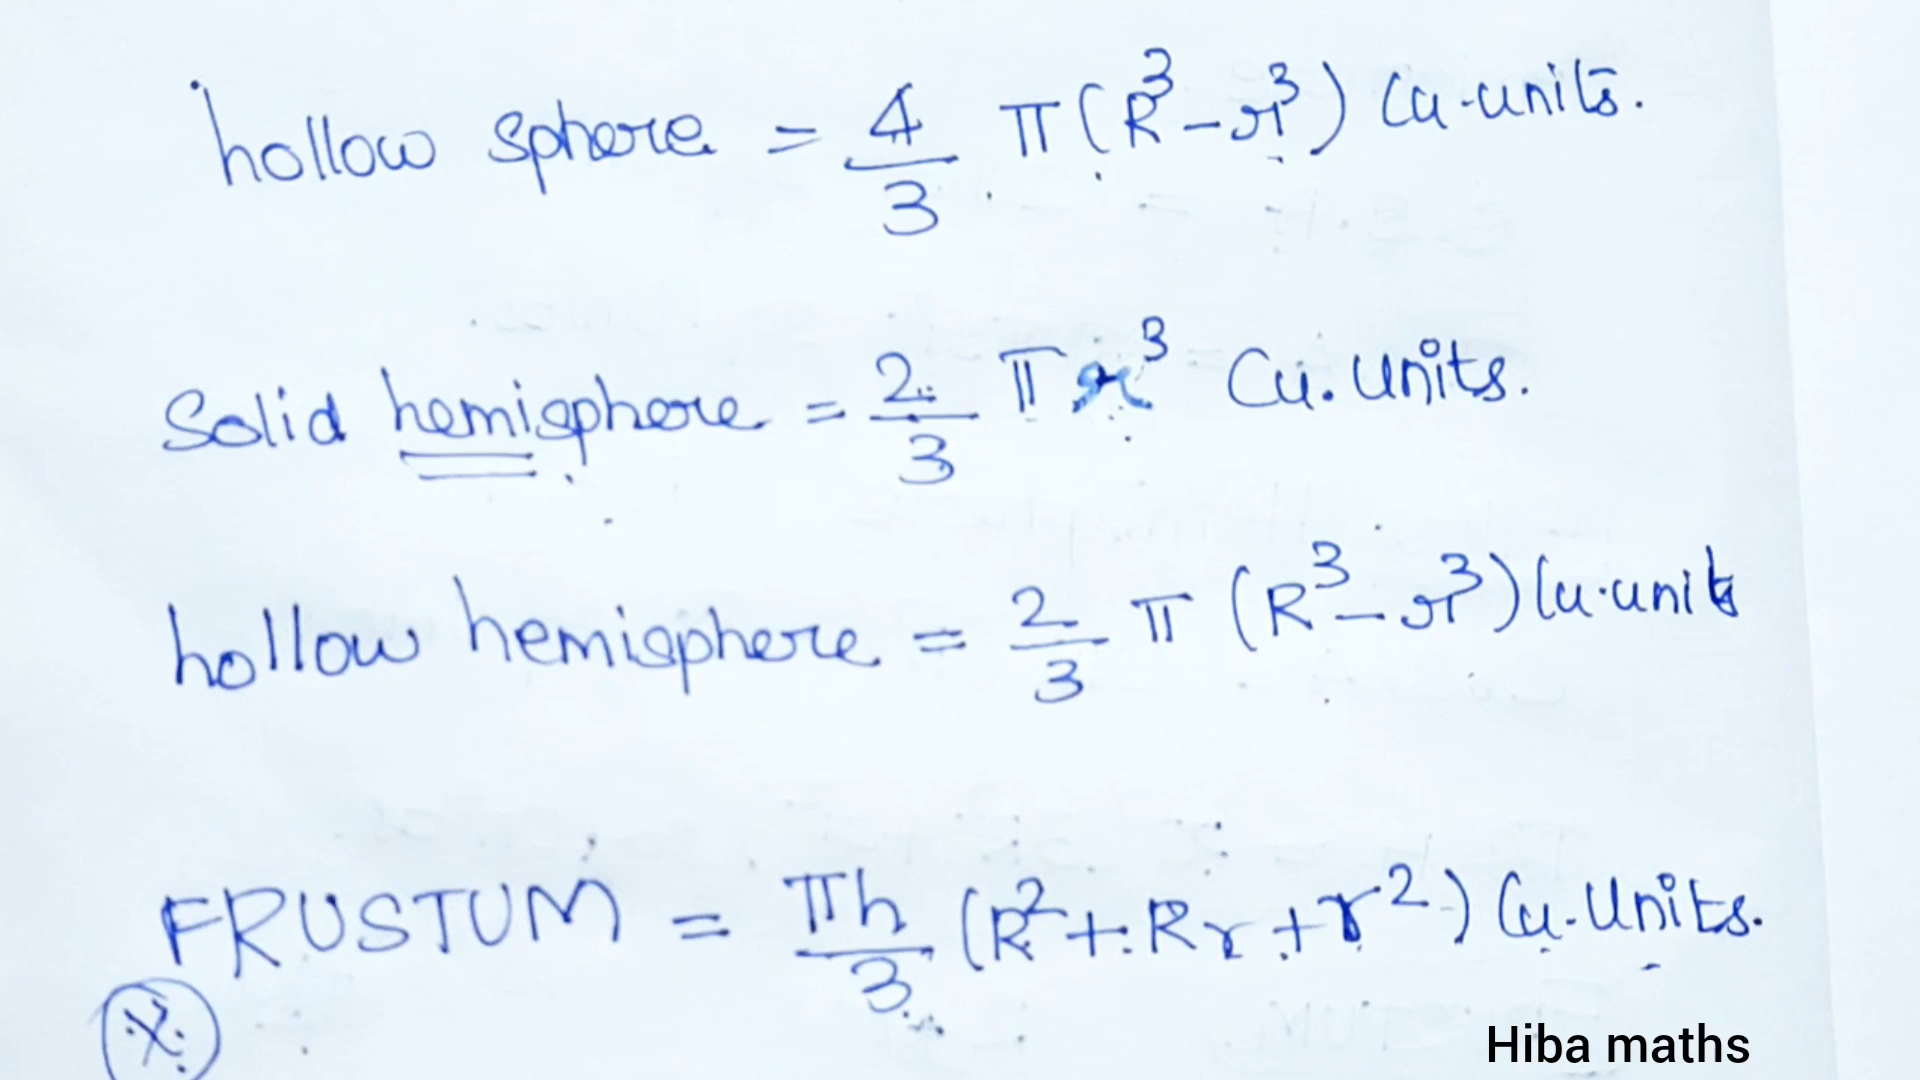 hollow sphere = 4/3 π(R³-r³) Cu-units.
Solid hemisphere = 2/3 π r³ Cu. units.
hollow hemisphere = 2/3 π (R³-r³) Cu.units
FRUSTUM = πh/3 (R²+Rr+r²) Cu-Units.
Hiba maths